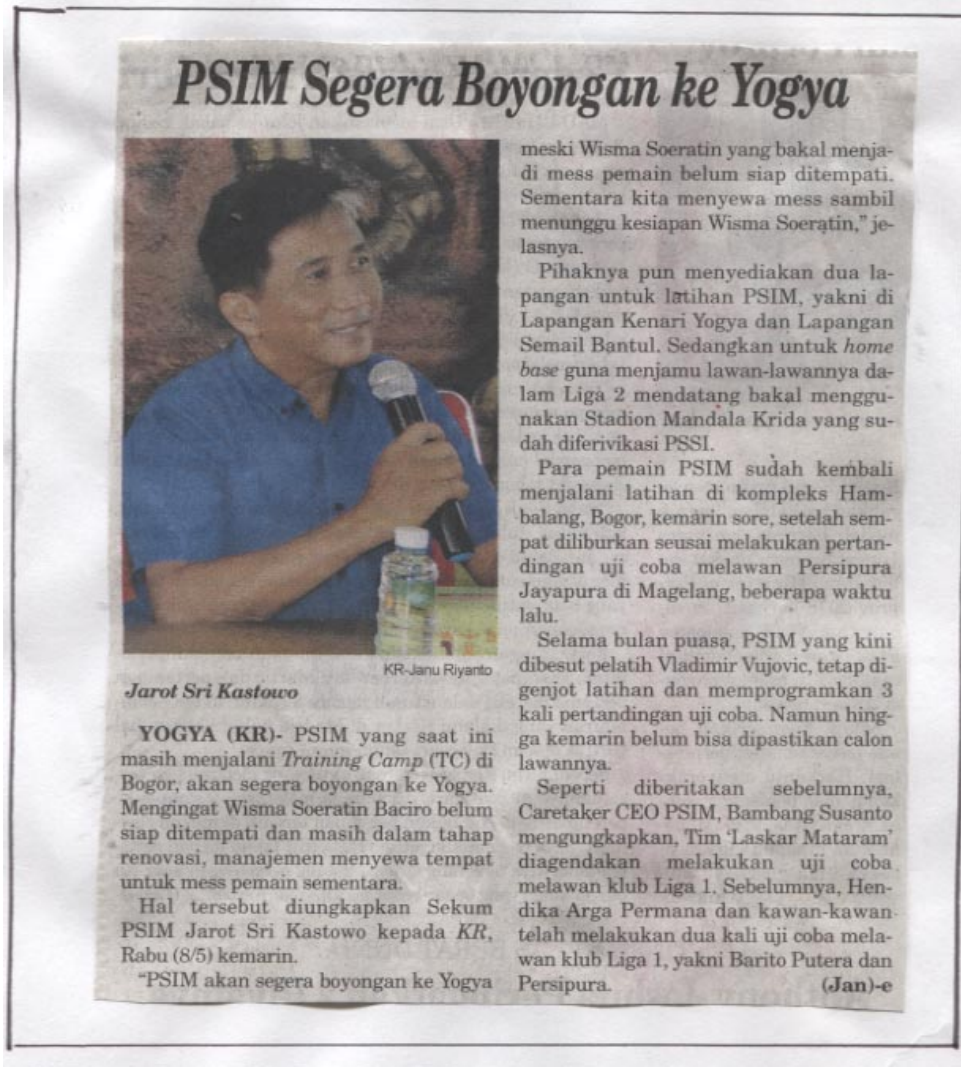 PSIM Segera Boyongan ke Yogya
KR-Janu Riyanto
Jarot Sri Kastowo
YOGYA (KR)- PSIM yang saat ini
masih menjalani Training Camp (TC) di
Bogor, akan segera boyongan ke Yogya.
Mengingat Wisma Soeratin Baciro belum
siap ditempati dan masih dalam tahap
renovasi, manajemen menyewa tempat
untuk mess pemain sementara.
Hal tersebut diungkapkan Sekum
PSIM Jarot Sri Kastowo kepada KR,
Rabu (8/5) kemarin.
"PSIM akan segera boyongan ke Yogya
meski Wisma Soeratin yang bakal menja-
di mess pemain belum siap ditempati.
Sementara kita menyewa mess sambil
menunggu kesiapan Wisma Soeratin," je-
lasnya.
Pihaknya pun menyediakan dua la-
pangan untuk latihan PSIM, yakni di
Lapangan Kenari Yogya dan Lapangan
Semail Bantul. Sedangkan untuk home
base guna menjamu lawan-lawannya da-
lam Liga 2 mendatang bakal menggu-
nakan Stadion Mandala Krida yang su-
dah diferivikasi PSSI.
Para pemain PSIM sudah kembali
menjalani latihan di kompleks Ham-
balang, Bogor, kemarin sore, setelah sem-
pat diliburkan seusai melakukan pertan-
dingan uji coba melawan Persipura
Jayapura di Magelang, beberapa waktu
lalu.
Selama bulan puasa, PSIM yang kini
dibesut pelatih Vladimir Vujovic, tetap di-
genjot latihan dan memprogramkan 3
kali pertandingan uji coba. Namun hing-
ga kemarin belum bisa dipastikan calon
lawannya.
Seperti diberitakan sebelumnya,
Caretaker CEO PSIM, Bambang Susanto
mengungkapkan, Tim 'Laskar Mataram'
diagendakan melakukan uji coba
melawan klub Liga 1. Sebelumnya, Hen-
dika Arga Permana dan kawan-kawan
telah melakukan dua kali uji coba mela-
wan klub Liga 1, yakni Barito Putera dan
Persipura. (Jan)-e